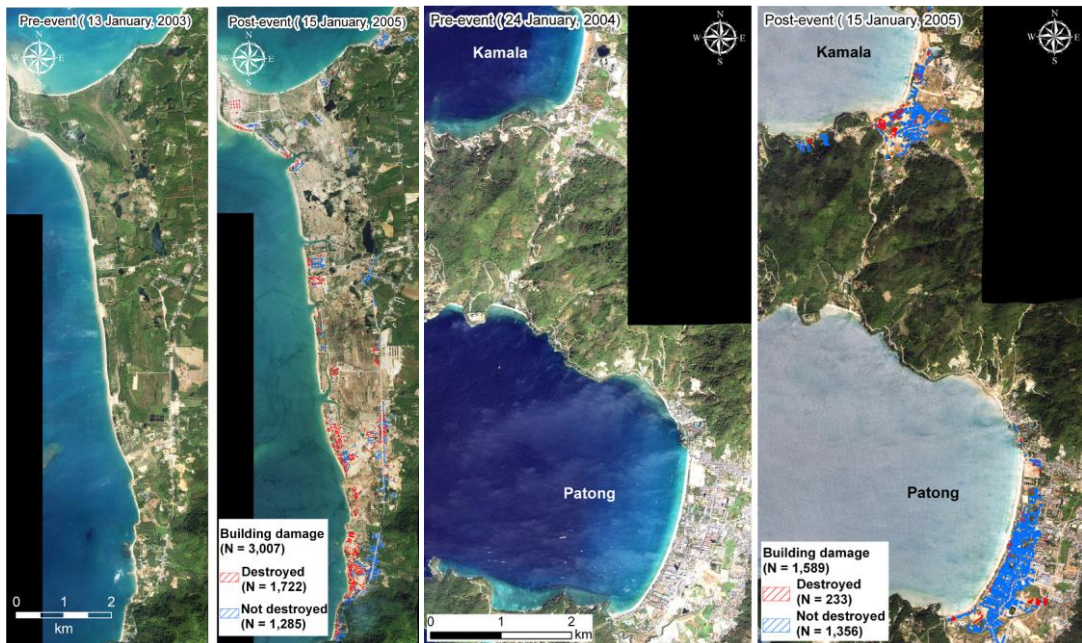 Pre-event ( 13 January, 2003)
N
W E
S
0 1 2
km
Post-event ( 15 January, 2005)
N
W E
S
Building damage
(N = 3,007)
Destroyed
(N = 1,722)
Not destroyed
(N = 1,285)
Pre-event ( 24 January, 2004)
Kamala
N
W E
S
Patong
0 1 2
km
Post-event ( 15 January, 2005)
Kamala
N
W E
S
Patong
Building damage
(N = 1,589)
Destroyed
(N = 233)
Not destroyed
(N = 1,356)